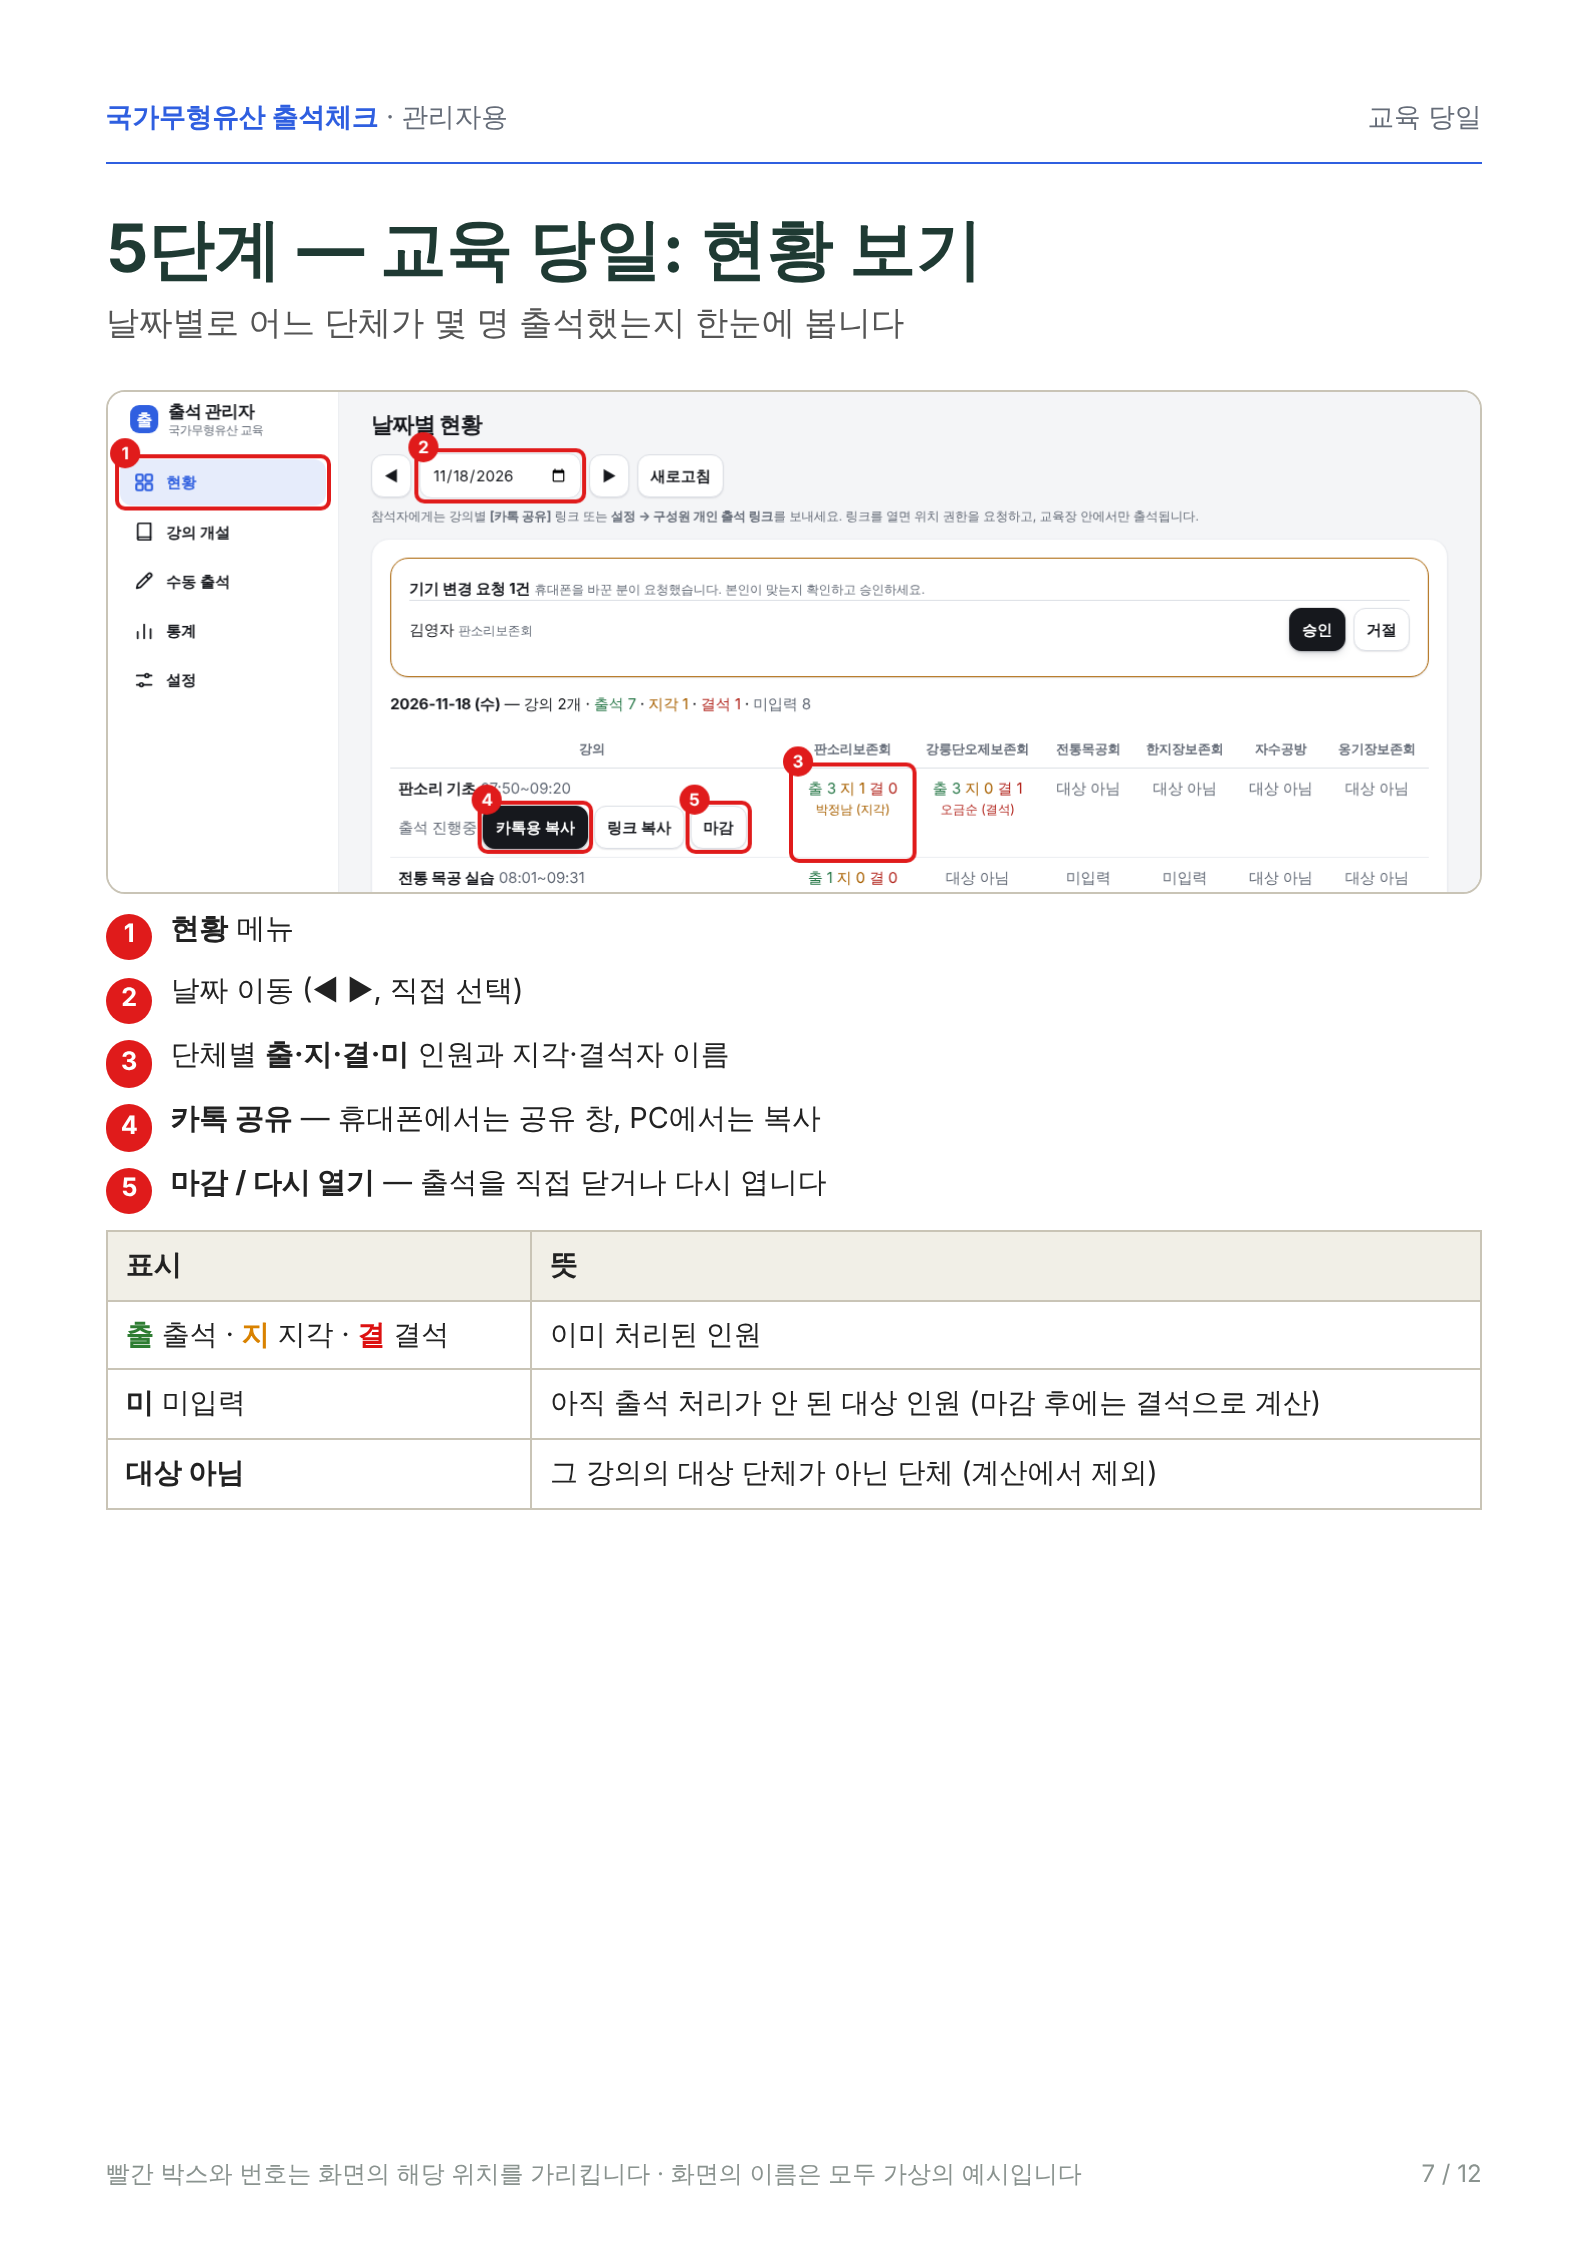 국가무형유산 출석체크 · 관리자용
교육 당일
5단계 — 교육 당일: 현황 보기
날짜별로 어느 단체가 몇 명 출석했는지 한눈에 봅니다
출 출석 관리자
국가무형유산 교육
1
현황
강의 개설
수동 출석
통계
설정
날짜별 현황
2
◀ 11/18/2026 ▶ 새로고침
참석자에게는 강의별 [카톡 공유] 링크 또는 설정 → 구성원 개인 출석 링크를 보내세요. 링크를 열면 위치 권한을 요청하고, 교육장 안에서만 출석됩니다.
기기 변경 요청 1건 휴대폰을 바꾼 분이 요청했습니다. 본인이 맞는지 확인하고 승인하세요.
김영자 판소리보존회 승인 거절
2026-11-18 (수) — 강의 2개 · 출석 7 · 지각 1 · 결석 1 · 미입력 8
강의 판소리보존회 강릉단오제보존회 전통목공회 한지장보존회 자수공방 옹기장보존회
3
판소리 기초 :50~09:20 출 3 지 1 결 0 출 3 지 0 결 1 대상 아님 대상 아님 대상 아님 대상 아님
박정남 (지각) 오금순 (결석)
4 5
출석 진행중 카톡용 복사 링크 복사 마감
전통 목공 실습 08:01~09:31 출 1 지 0 결 0 대상 아님 미입력 미입력 대상 아님 대상 아님
1 현황 메뉴
2 날짜 이동 (◀ ▶, 직접 선택)
3 단체별 출·지·결·미 인원과 지각·결석자 이름
4 카톡 공유 — 휴대폰에서는 공유 창, PC에서는 복사
5 마감 / 다시 열기 — 출석을 직접 닫거나 다시 엽니다
표시 뜻
출 출석 · 지 지각 · 결 결석 이미 처리된 인원
미 미입력 아직 출석 처리가 안 된 대상 인원 (마감 후에는 결석으로 계산)
대상 아님 그 강의의 대상 단체가 아닌 단체 (계산에서 제외)
빨간 박스와 번호는 화면의 해당 위치를 가리킵니다 · 화면의 이름은 모두 가상의 예시입니다
7 / 12